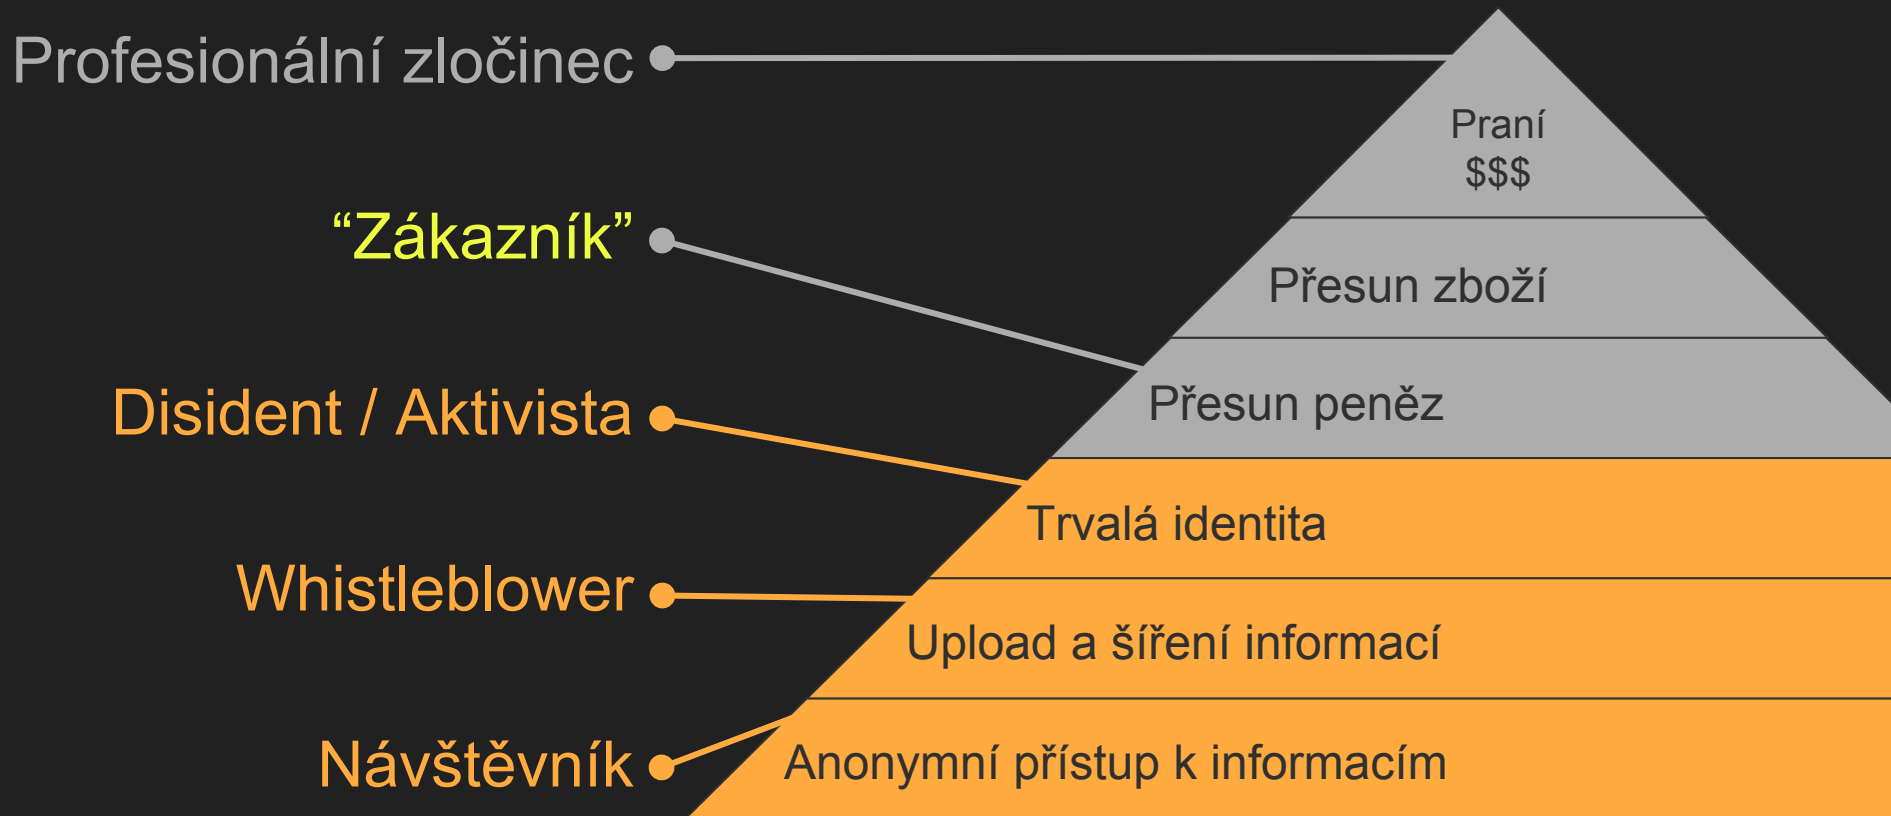 Profesionální zločinec
Praní
$$$
“Zákazník”
Přesun zboží
Přesun peněz
Disident / Aktivista
Trvalá identita
Whistleblower
Upload a šíření informací
Návštěvník
Anonymní přístup k informacím